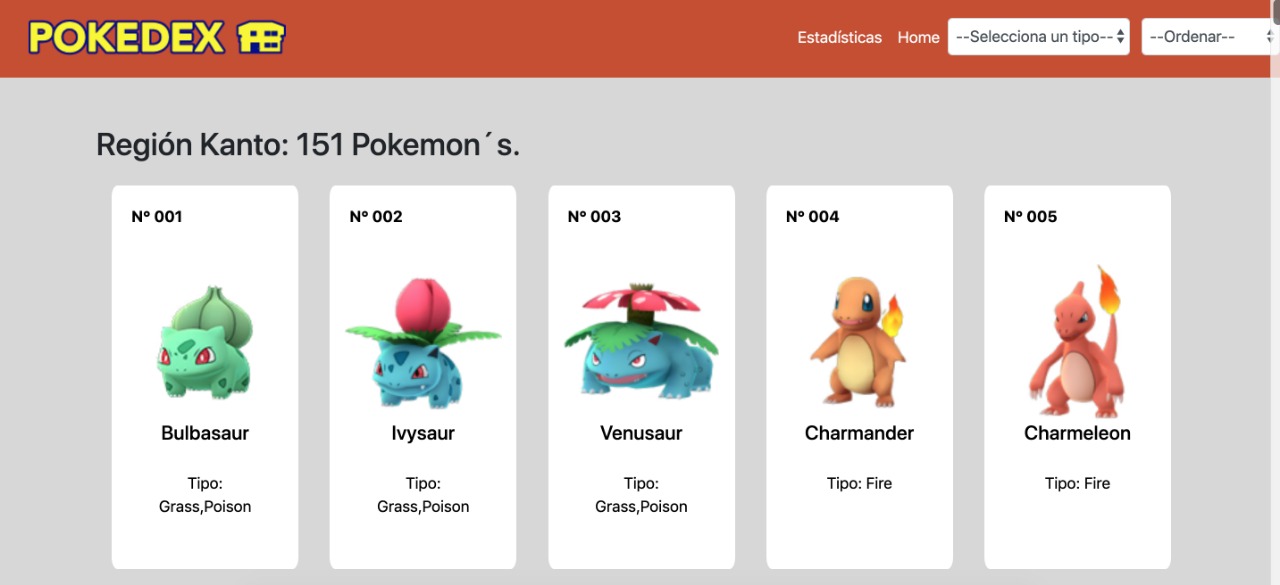 POKEDEX
Estadísticas Home --Selecciona un tipo-- --Ordenar--
Región Kanto: 151 Pokemon´s.
Nº 001
Bulbasaur
Tipo:
Grass,Poison
Nº 002
Ivysaur
Tipo:
Grass,Poison
Nº 003
Venusaur
Tipo:
Grass,Poison
Nº 004
Charmander
Tipo: Fire
Nº 005
Charmeleon
Tipo: Fire